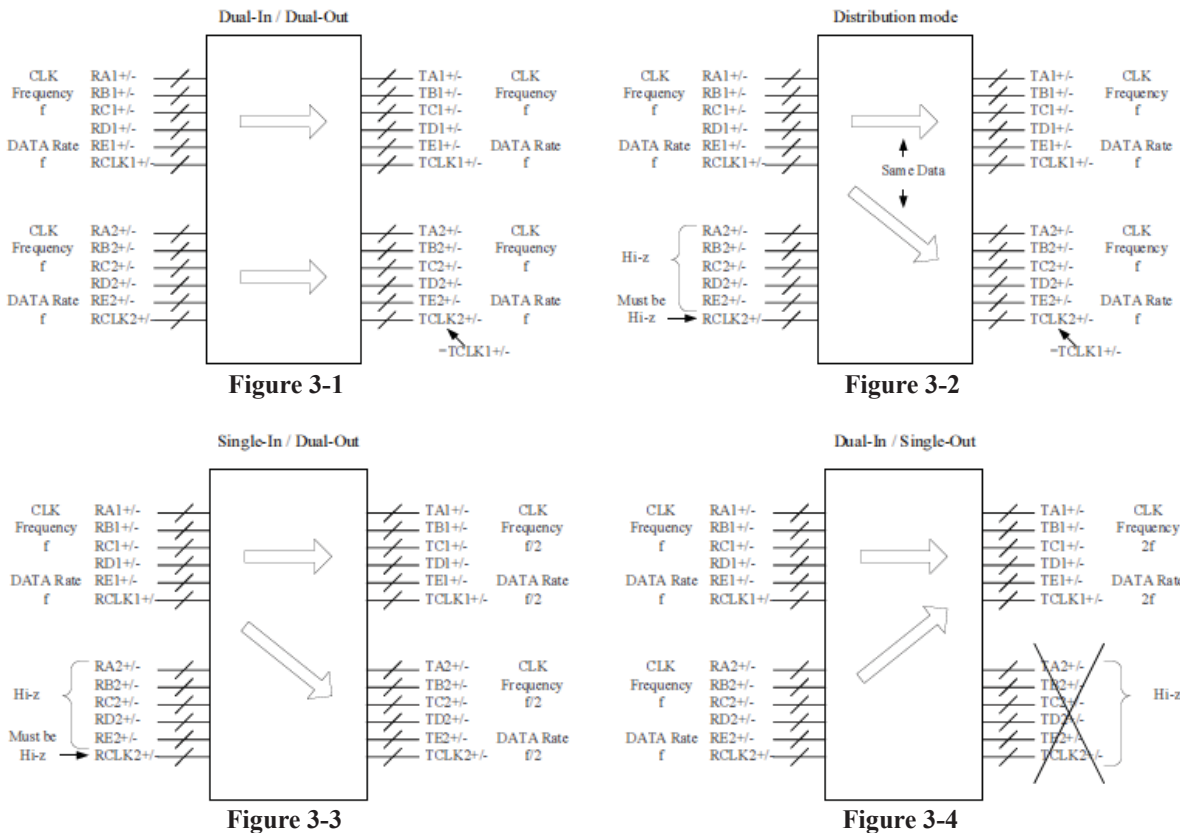 Dual-In / Dual-Out
CLK RA1+/- TA1+/- CLK
Frequency RB1+/- TB1+/- Frequency
f RC1+/- TC1+/- f
RD1+/- TD1+/-
DATA Rate RE1+/- TE1+/- DATA Rate
f RCLK1+/- TCLK1+/- f
CLK RA2+/- TA2+/- CLK
Frequency RB2+/- TB2+/- Frequency
f RC2+/- TC2+/- f
RD2+/- TD2+/-
DATA Rate RE2+/- TE2+/- DATA Rate
f RCLK2+/ TCLK2+/- f
=TCLK1+/-
Figure 3-1
Distribution mode
CLK RA1+/- TA1+/- CLK
Frequency RB1+/- TB1+/- Frequency
f RC1+/- TC1+/- f
RD1+/- TD1+/-
DATA Rate RE1+/- TE1+/- DATA Rate
f RCLK1+/- TCLK1+/- f
Same Data
RA2+/- TA2+/- CLK
RB2+/- TB2+/- Frequency
Hi-z RC2+/- TC2+/- f
RD2+/- TD2+/-
Must be RE2+/- TE2+/- DATA Rate
Hi-z RCLK2+/- TCLK2+/- f
=TCLK1+/-
Figure 3-2
Single-In / Dual-Out
CLK RA1+/- TA1+/- CLK
Frequency RB1+/- TB1+/- Frequency
f RC1+/- TC1+/- f/2
RD1+/- TD1+/-
DATA Rate RE1+/- TE1+/- DATA Rate
f RCLK1+/ TCLK1+/- f/2
RA2+/- TA2+/- CLK
Hi-z RB2+/- TB2+/- Frequency
RC2+/- TC2+/- f/2
RD2+/- TD2+/-
Must be RE2+/- TE2+/- DATA Rate
Hi-z RCLK2+/- TCLK2+/- f/2
Figure 3-3
Dual-In / Single-Out
CLK RA1+/- TA1+/- CLK
Frequency RB1+/- TB1+/- Frequency
f RC1+/- TC1+/- 2f
RD1+/- TD1+/-
DATA Rate RE1+/- TE1+/- DATA Rate
f RCLK1+/ TCLK1+/- 2f
CLK RA2+/- TA2+/-
Frequency RB2+/- TB2+/- Hi-z
f RC2+/- TC2+/-
RD2+/- TD2+/-
DATA Rate RE2+/- TE2+/-
f RCLK2+/- TCLK2+/-
Figure 3-4